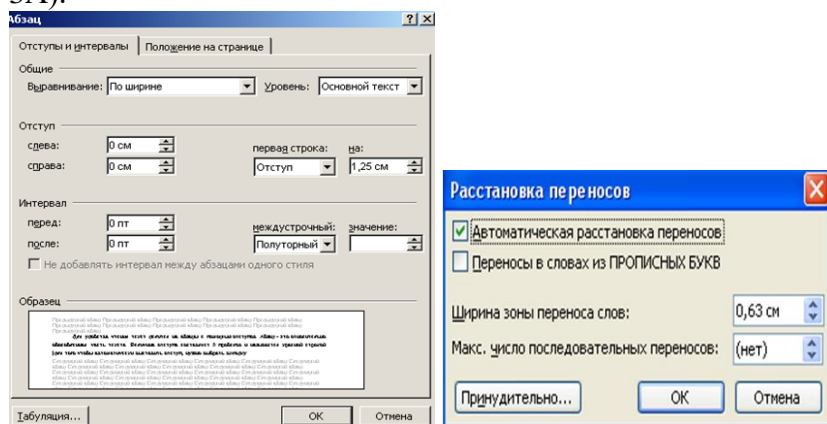 Абзац
Отступы и интервалы Положение на странице
Общие
Выравнивание: По ширине Уровень: Основной текст
Отступ
слева: 0 см первая строка: на:
справа: 0 см Отступ 1,25 см
Интервал
перед: 0 пт междустрочный: значение:
после: 0 пт Полуторный
Не добавлять интервал между абзацами одного стиля
Образец
Табуляция... ОК Отмена
Расстановка переносов
Автоматическая расстановка переносов
Переносы в словах из ПРОПИСНЫХ БУКВ
Ширина зоны переноса слов: 0,63 см
Макс. число последовательных переносов: (нет)
Принудительно... ОК Отмена